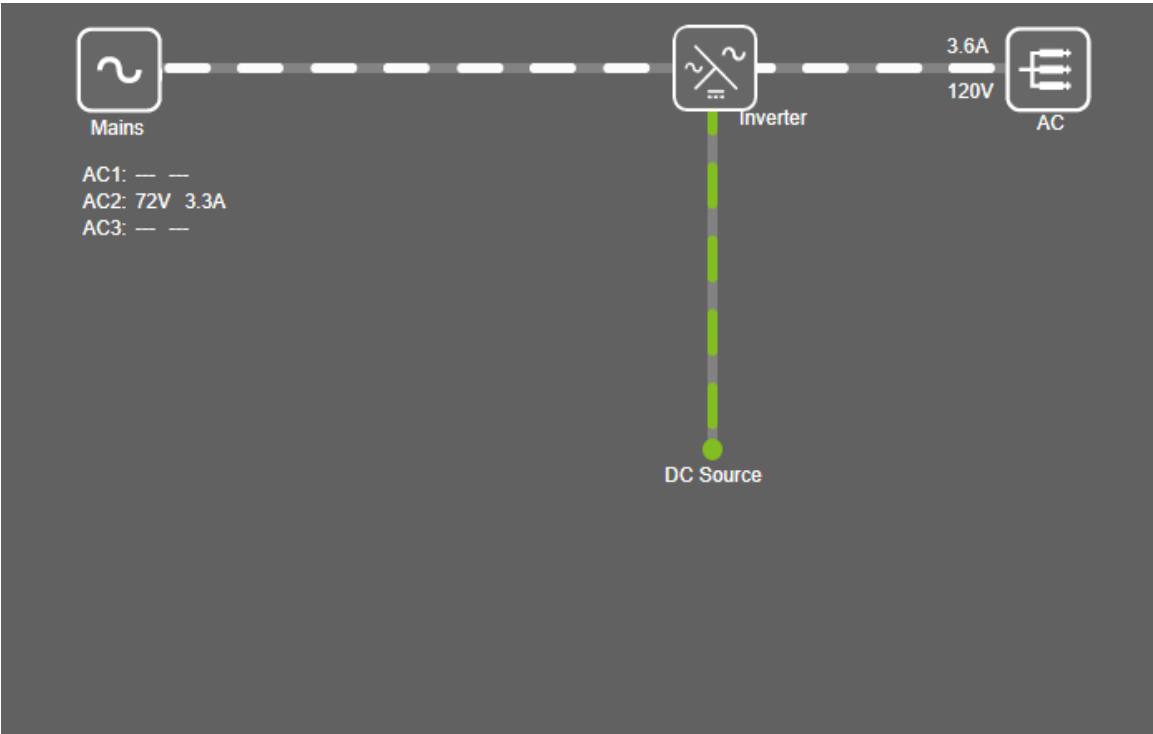 3.6A
120V
Mains
Inverter
AC
AC1: --- ---
AC2: 72V 3.3A
AC3: --- ---
DC Source